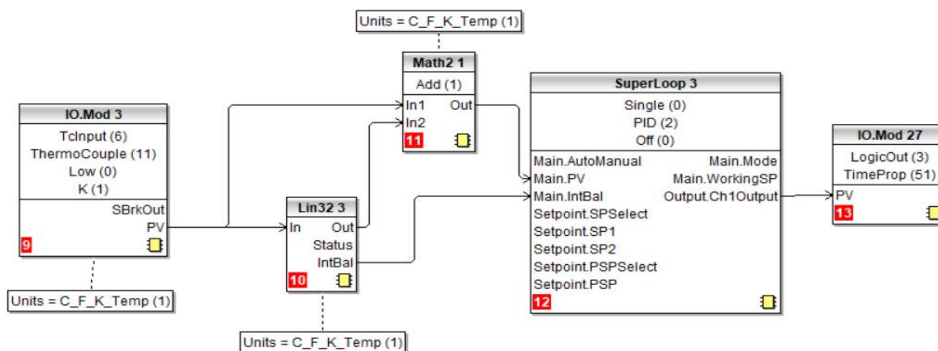 Units = C_F_K_Temp (1)
Math2 1
Add (1)
In1 Out
In2
11
IO.Mod 3
TcInput (6)
ThermoCouple (11)
Low (0)
K (1)
SBrkOut
PV
9
Units = C_F_K_Temp (1)
Lin32 3
In Out
Status
IntBal
10
Units = C_F_K_Temp (1)
SuperLoop 3
Single (0)
PID (2)
Off (0)
Main.AutoManual Main.Mode
Main.PV Main.WorkingSP
Main.IntBal Output.Ch1Output
Setpoint.SPSelect
Setpoint.SP1
Setpoint.SP2
Setpoint.PSPSelect
Setpoint.PSP
12
IO.Mod 27
LogicOut (3)
TimeProp (51)
PV
13